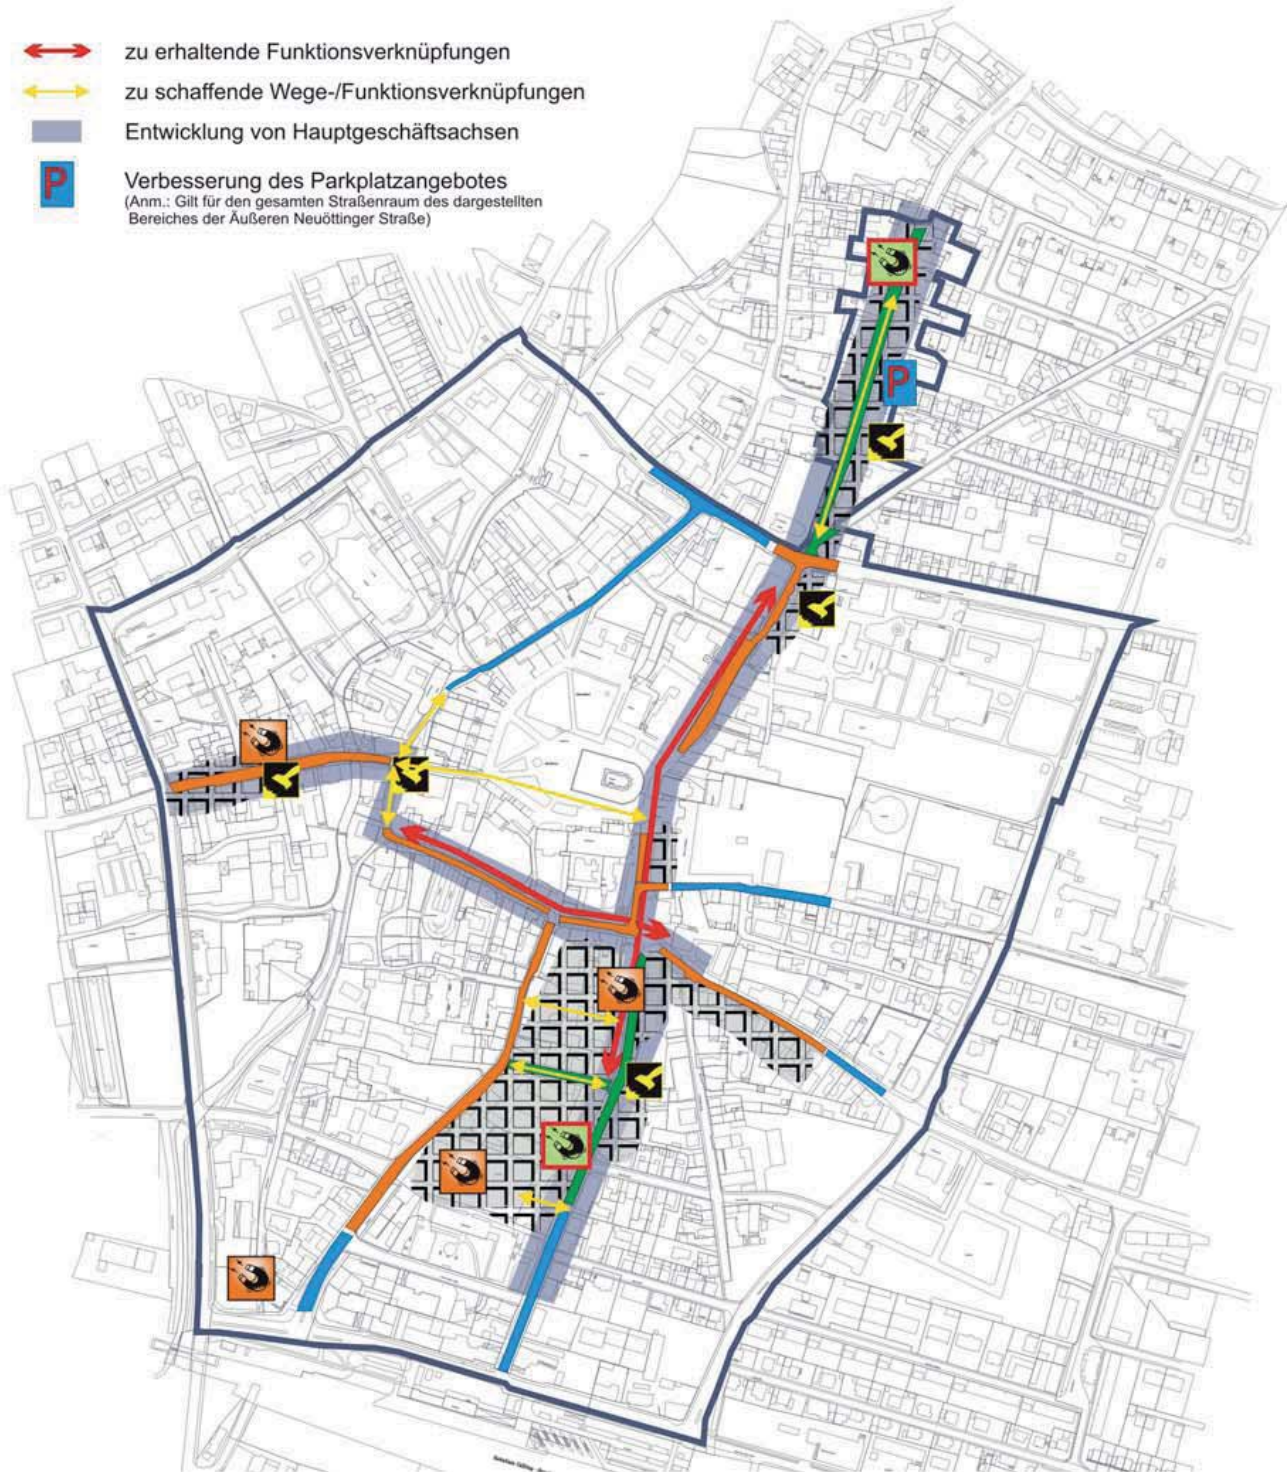 zu erhaltende Funktionsverknüpfungen
zu schaffende Wege-/Funktionsverknüpfungen
Entwicklung von Hauptgeschäftsachsen
P Verbesserung des Parkplatzangebotes
(Anm.: Gilt für den gesamten Straßenraum des dargestellten
Bereiches der Äußeren Neuöttinger Straße)
P